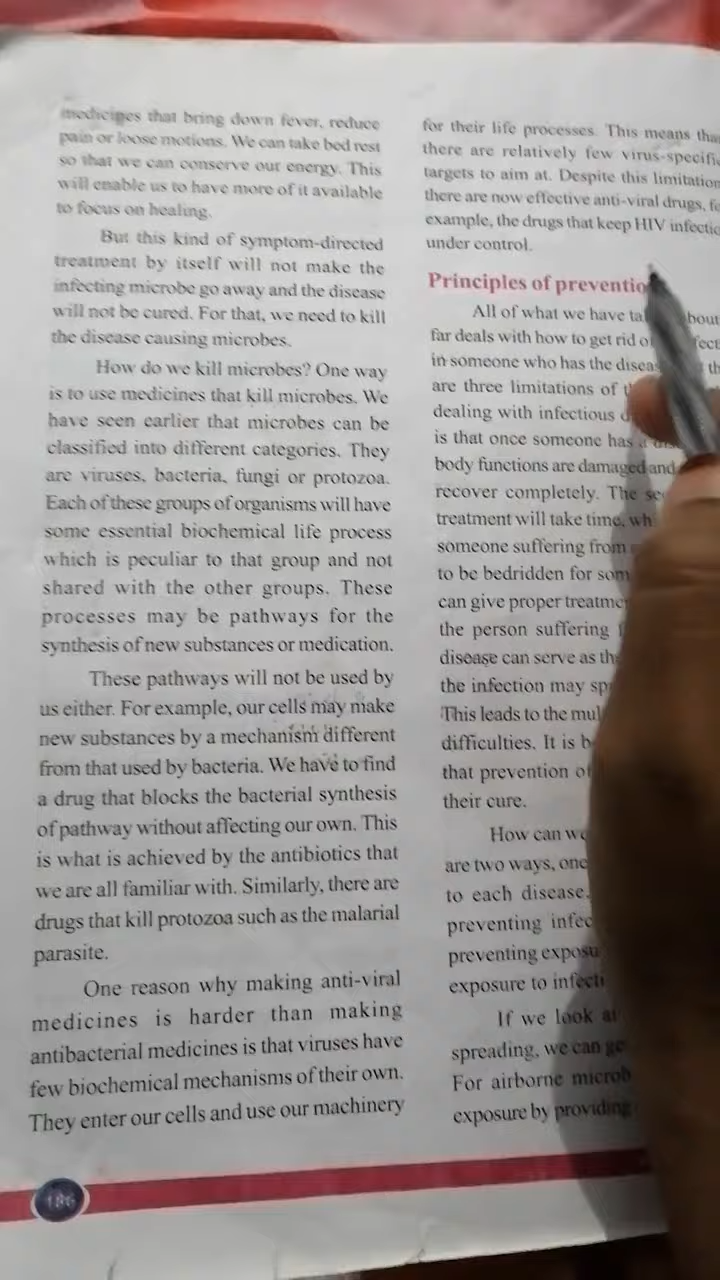 medicines that bring down fever, reduce
pain or loose motions. We can take bed rest
so that we can conserve our energy. This
will enable us to have more of it available
to focus on healing.
But this kind of symptom-directed
treatment by itself will not make the
infecting microbe go away and the disease
will not be cured. For that, we need to kill
the disease causing microbes.
How do we kill microbes? One way
is to use medicines that kill microbes. We
have seen earlier that microbes can be
classified into different categories. They
are viruses, bacteria, fungi or protozoa.
Each of these groups of organisms will have
some essential biochemical life process
which is peculiar to that group and not
shared with the other groups. These
processes may be pathways for the
synthesis of new substances or medication.
These pathways will not be used by
us either. For example, our cells may make
new substances by a mechanism different
from that used by bacteria. We have to find
a drug that blocks the bacterial synthesis
of pathway without affecting our own. This
is what is achieved by the antibiotics that
we are all familiar with. Similarly, there are
drugs that kill protozoa such as the malarial
parasite.
One reason why making anti-viral
medicines is harder than making
antibacterial medicines is that viruses have
few biochemical mechanisms of their own.
They enter our cells and use our machinery
186
for their life processes. This means
there are relatively few
targets to aim at. Despite this limitation
there are now effective anti-viral drugs,
example, the drugs that keep HIV
under control.
Principles of
All of what we have
far deals with how to get rid
in someone who has the
are three limitations of
dealing with infectious
is that once someone has a
body functions are damaged and
recover completely. The
treatment will take time,
someone suffering from
to be bedridden for
can give proper
the person suffering
disease can serve as
the infection may
This leads to the
difficulties. It is
that prevention
their cure.
How can
are two ways, one
to each disease.
preventing
preventing
exposure to
If we look
spreading, we can
For airborne
exposure by providing